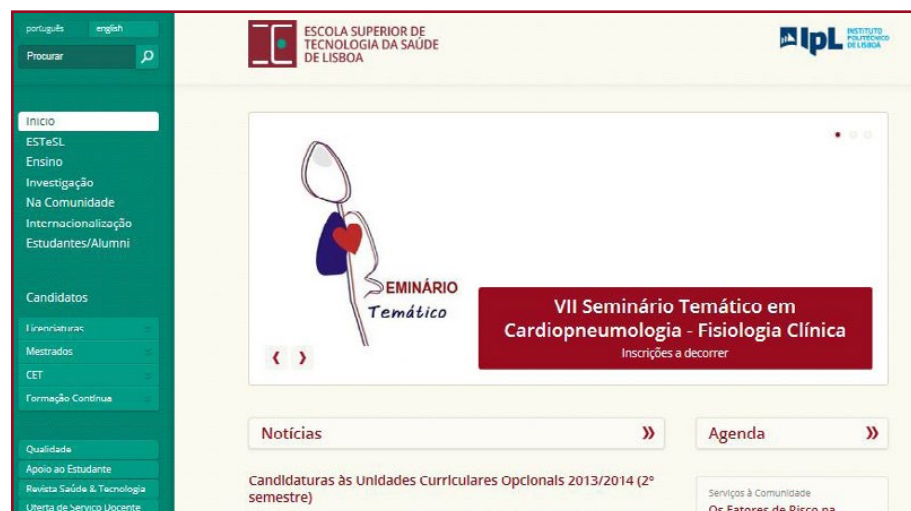 português english
Procurar
ESCOLA SUPERIOR DE
TECNOLOGIA DA SAÚDE
DE LISBOA
IPL INSTITUTO
POLITÉCNICO
DE LISBOA
Início
ESTeSL
Ensino
Investigação
Na Comunidade
Internacionalização
Estudantes/Alumni
Candidatos
Licenciaturas
Mestrados
CET
Formação Contínua
Qualidade
Apoio ao Estudante
Revista Saúde & Tecnologia
Oferta de Serviço Docente
SEMINÁRIO
Temático
VII Seminário Temático em
Cardiopneumologia - Fisiologia Clínica
Inscrições a decorrer
Notícias
Candidaturas às Unidades Curriculares Opcionais 2013/2014 (2º
semestre)
Agenda
Serviços à Comunidade
Os Fatores de Risco na